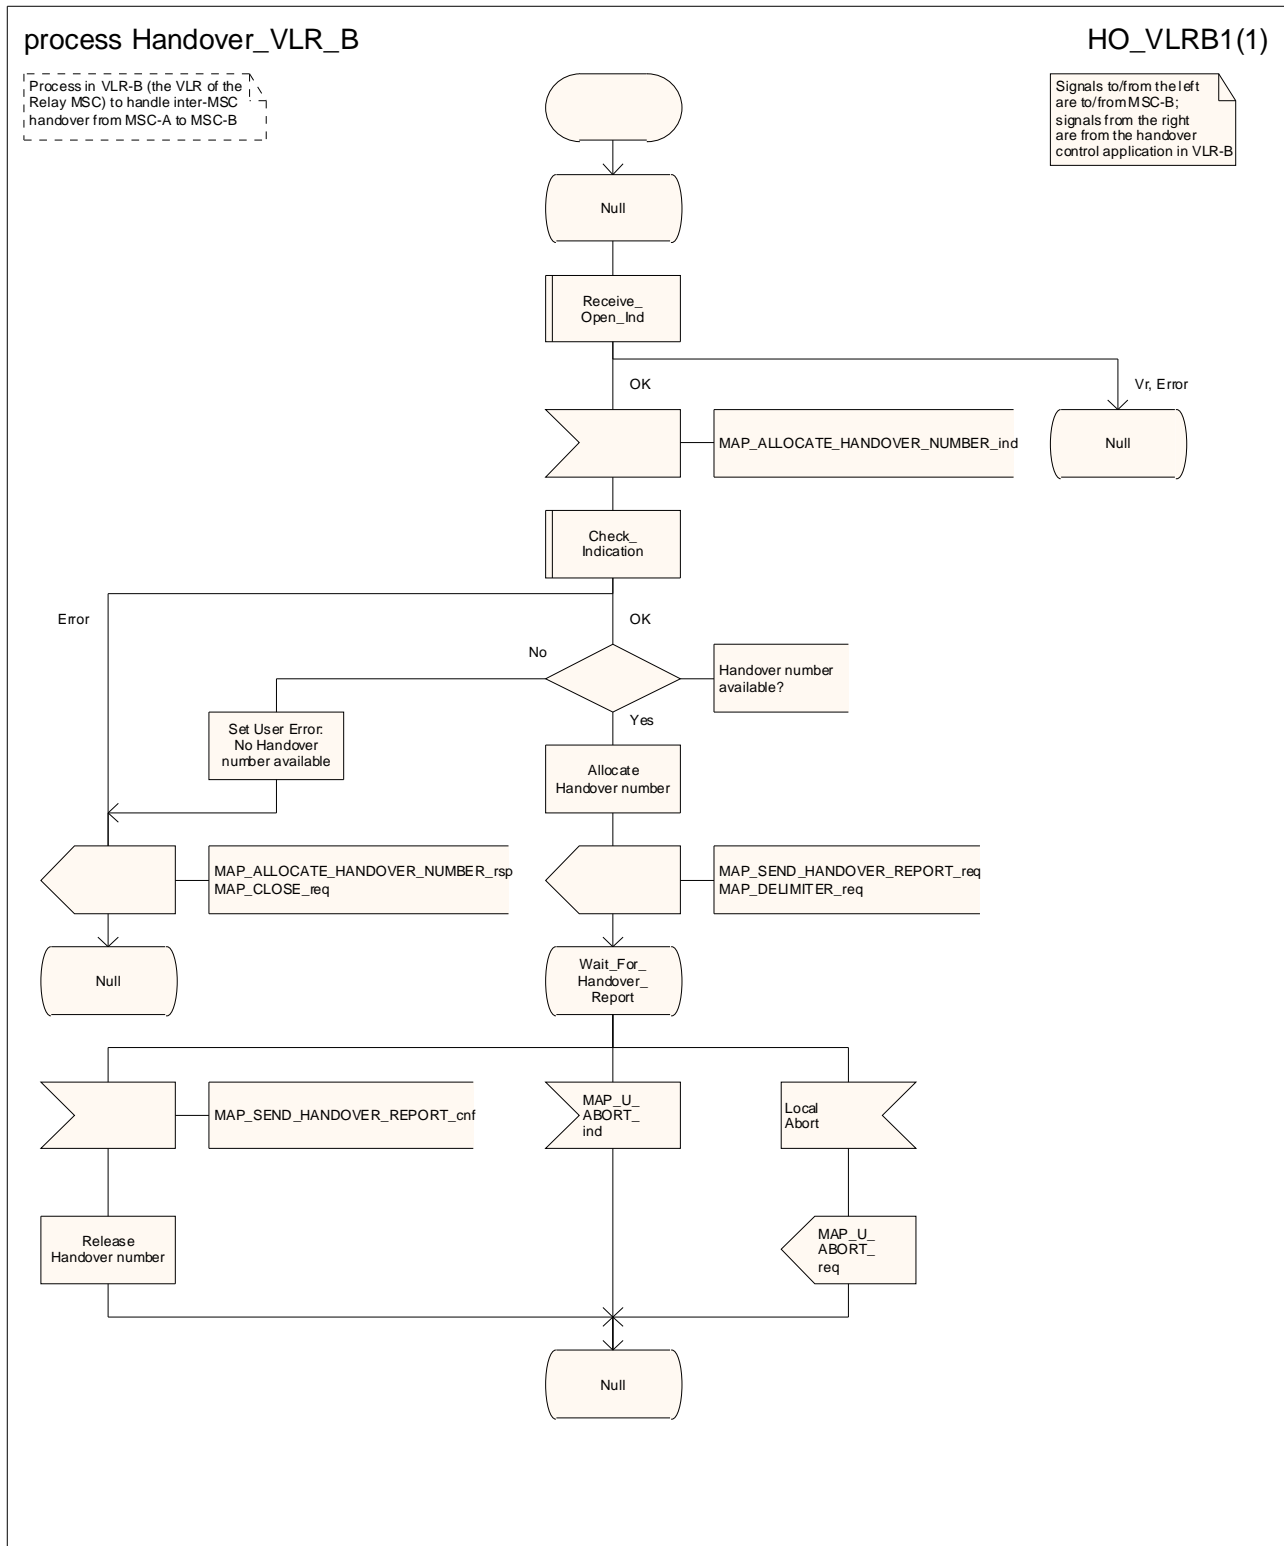 process Handover_VLR_B
HO_VLRB1(1)
Process in VLR-B (the VLR of the
Relay MSC) to handle inter-MSC
handover from MSC-A to MSC-B
Signals to/from the left
are to/from MSC-B;
signals from the right
are from the handover
control application in VLR-B
Null
Receive_
Open_Ind
OK
Vr, Error
MAP_ALLOCATE_HANDOVER_NUMBER_ind
Null
Check_
Indication
Error
OK
No
Handover number
available?
Yes
Set User Error:
No Handover
number available
Allocate
Handover number
MAP_ALLOCATE_HANDOVER_NUMBER_rsp
MAP_CLOSE_req
MAP_SEND_HANDOVER_REPORT_req
MAP_DELIMITER_req
Null
Wait_For_
Handover_
Report
MAP_SEND_HANDOVER_REPORT_cnf
MAP_U_
ABORT_
ind
Local
Abort
Release
Handover number
MAP_U_
ABORT_
req
Null